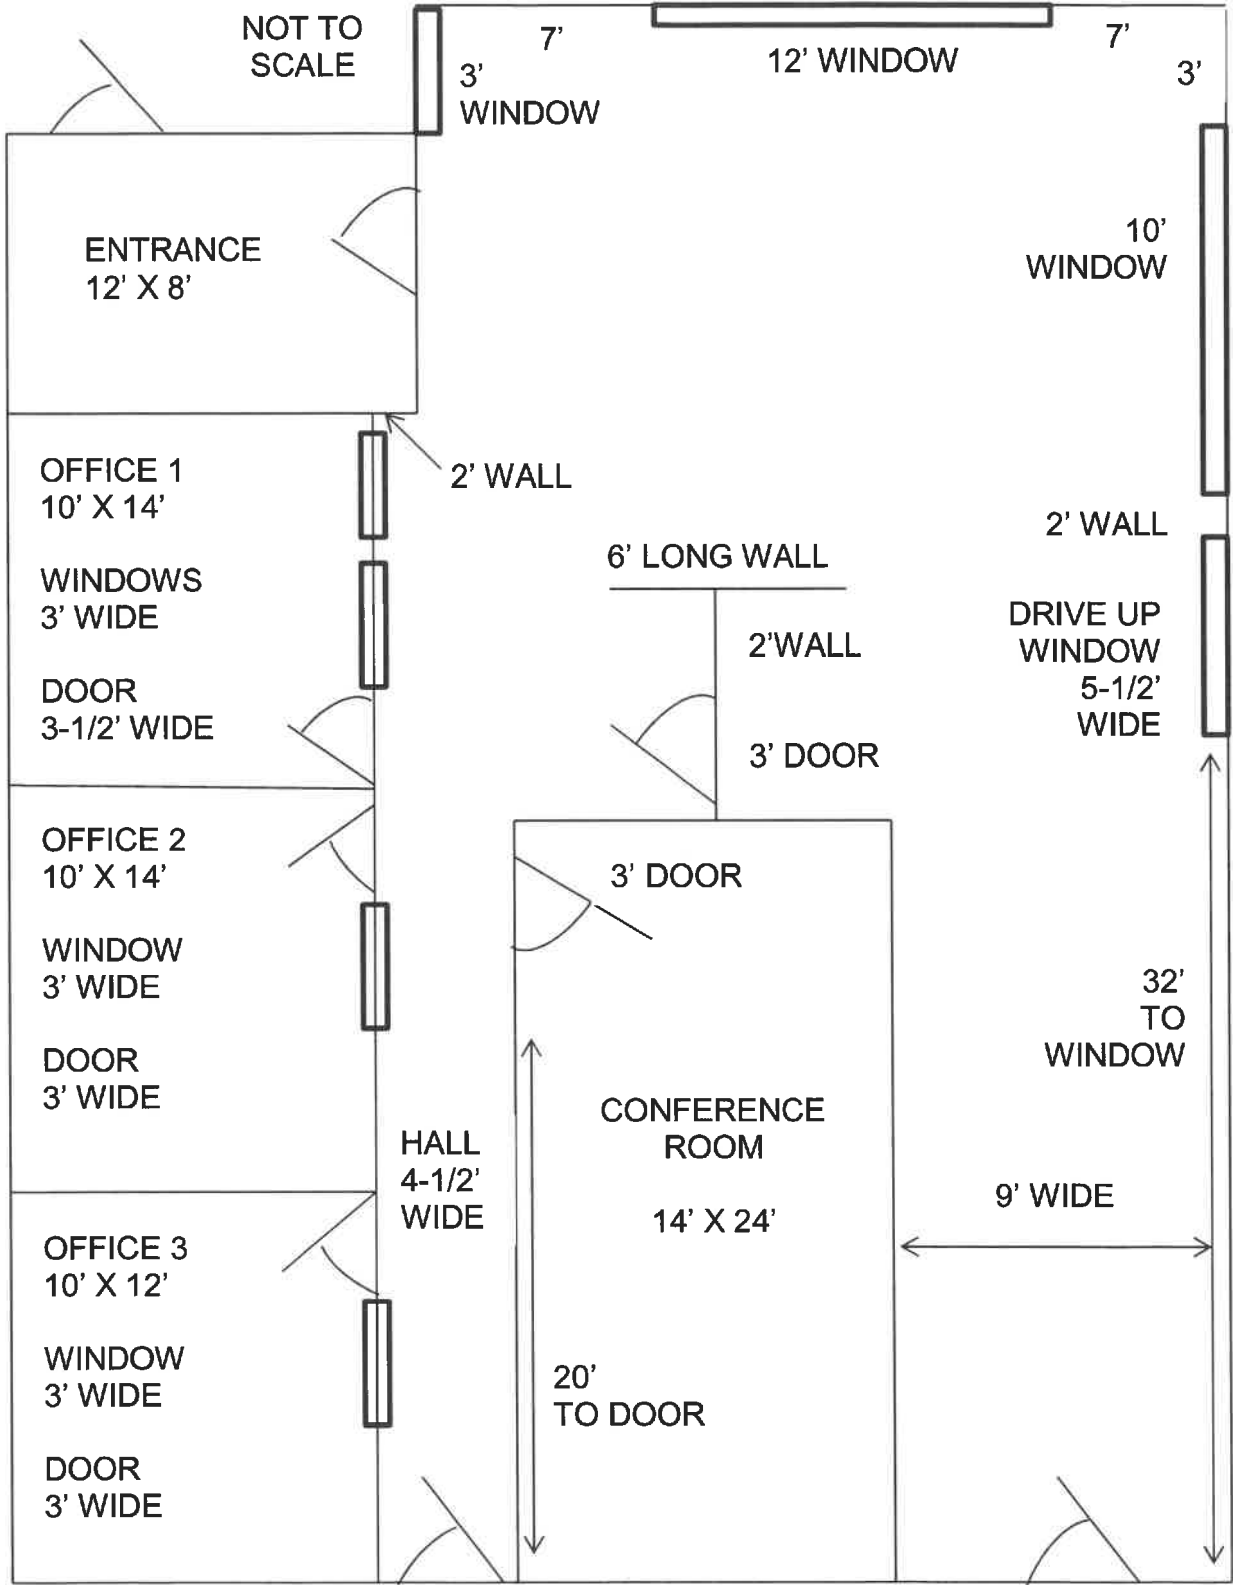 NOT TO
SCALE
7'
12' WINDOW
7'
3'
WINDOW
3'
ENTRANCE
12' X 8'
10'
WINDOW
OFFICE 1
10' X 14'
WINDOWS
3' WIDE
DOOR
3-1/2' WIDE
2' WALL
6' LONG WALL
2'WALL
3' DOOR
2' WALL
DRIVE UP
WINDOW
5-1/2'
WIDE
OFFICE 2
10' X 14'
WINDOW
3' WIDE
DOOR
3' WIDE
3' DOOR
32'
TO
WINDOW
HALL
4-1/2'
WIDE
CONFERENCE
ROOM
14' X 24'
9' WIDE
OFFICE 3
10' X 12'
WINDOW
3' WIDE
DOOR
3' WIDE
20'
TO DOOR